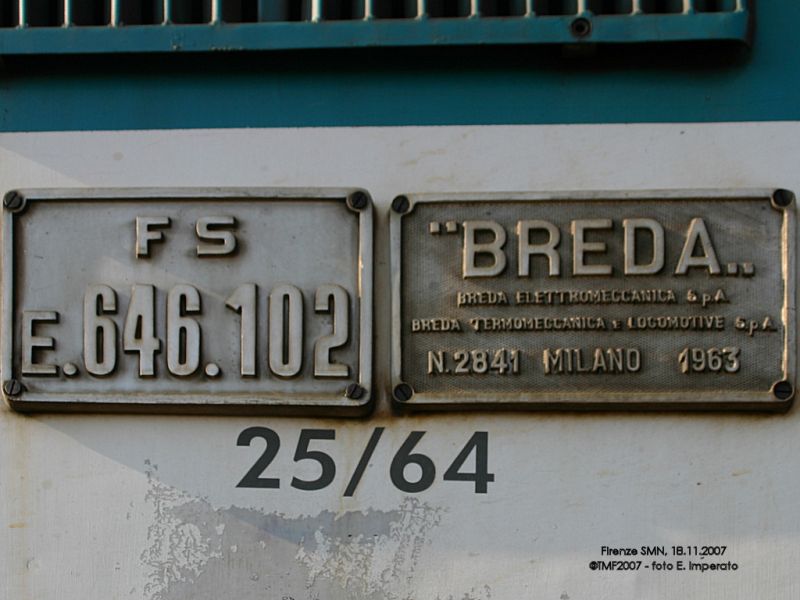 FS
E.646.102
"BREDA"
BREDA ELETTROMECCANICA S.p.A.
BREDA TERMOMECCANICA E LOCOMOTIVE S.p.A.
N.2841 MILANO 1963
25/64
Firenze SMN, 18.11.2007
©TMF2007 - foto E. Imperato